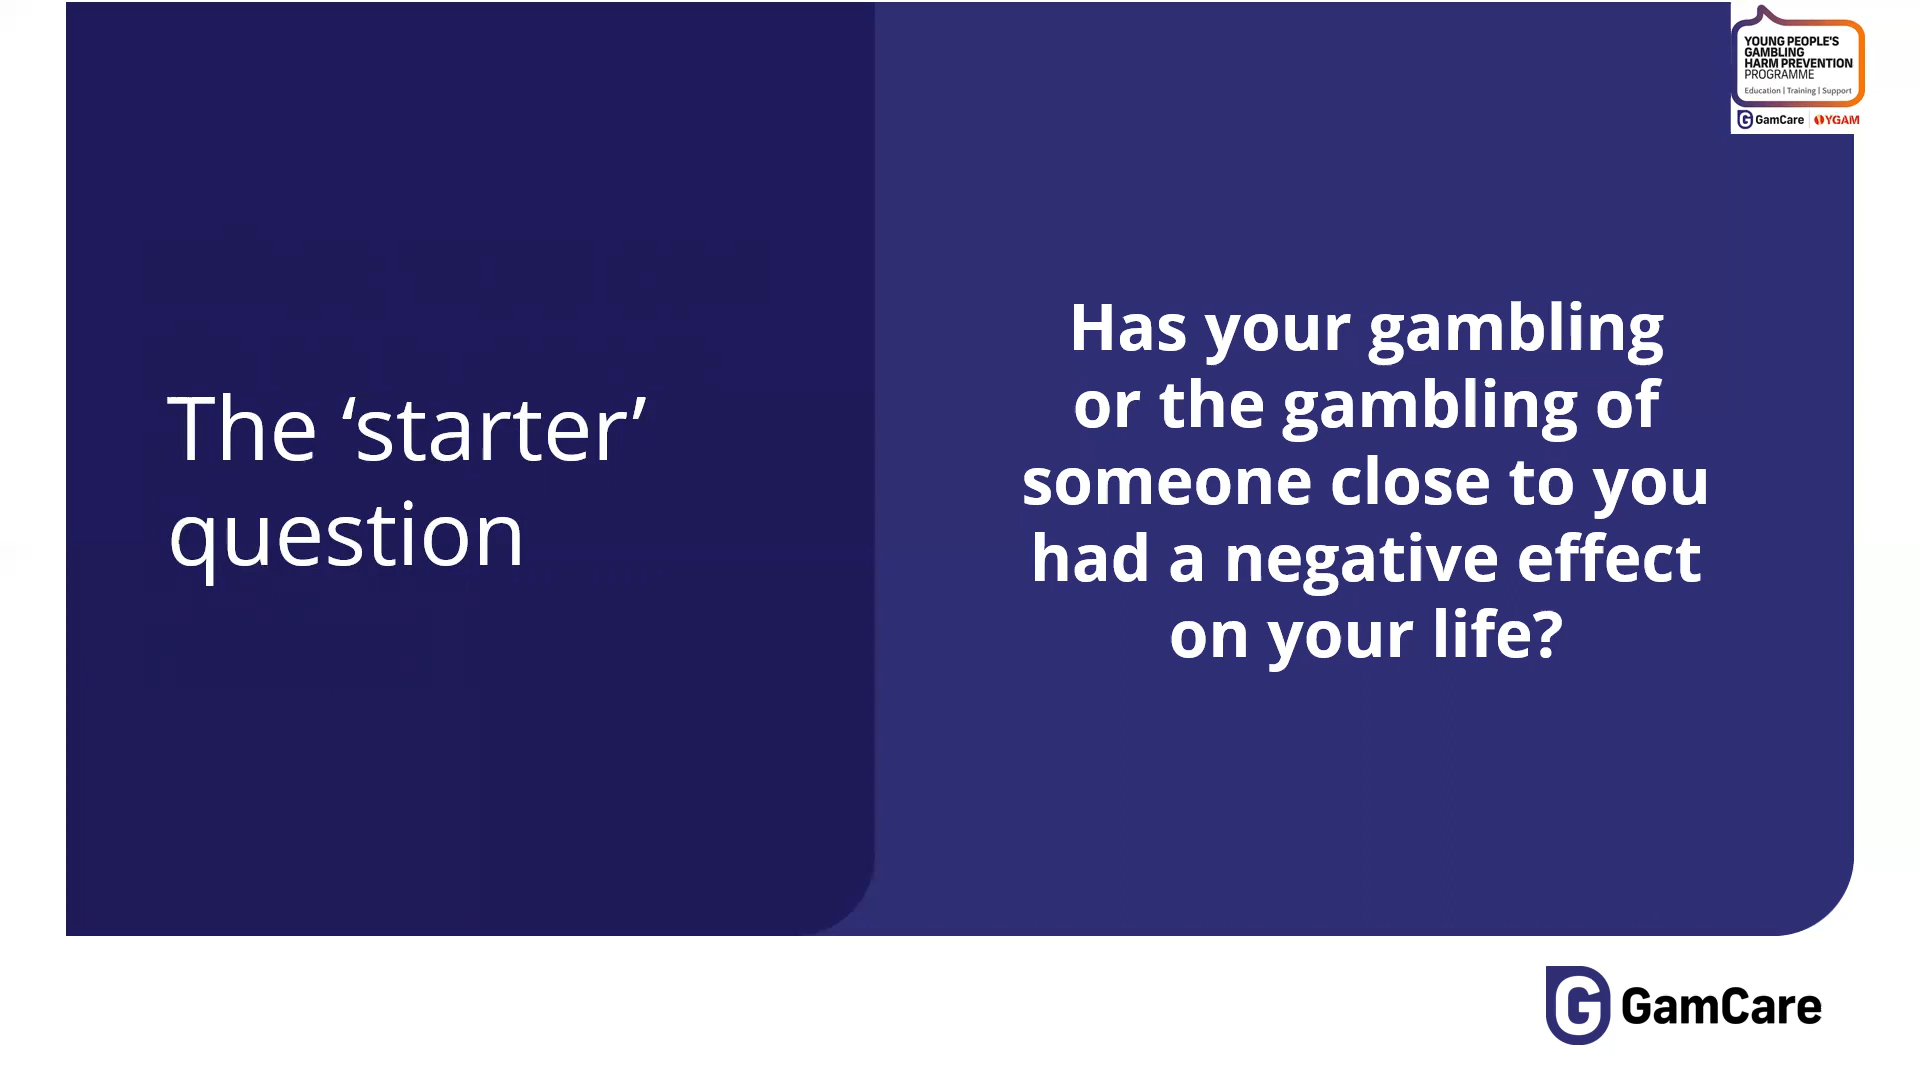 The ‘starter’
question
Has your gambling
or the gambling of
someone close to you
had a negative effect
on your life?
YOUNG PEOPLE'S
GAMBLING
HARM PREVENTION
PROGRAMME
Education | Training | Support
GamCare | YGAM
GamCare